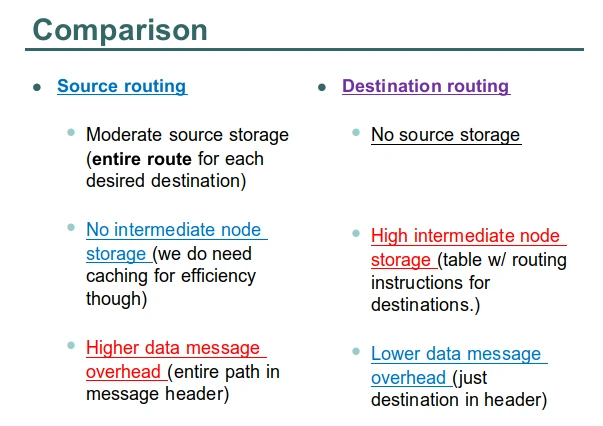 Comparison
Source routing
Moderate source storage
(entire route for each
desired destination)
No intermediate node
storage (we do need
caching for efficiency
though)
Higher data message
overhead (entire path in
message header)
Destination routing
No source storage
High intermediate node
storage (table w/ routing
instructions for
destinations.)
Lower data message
overhead (just
destination in header)